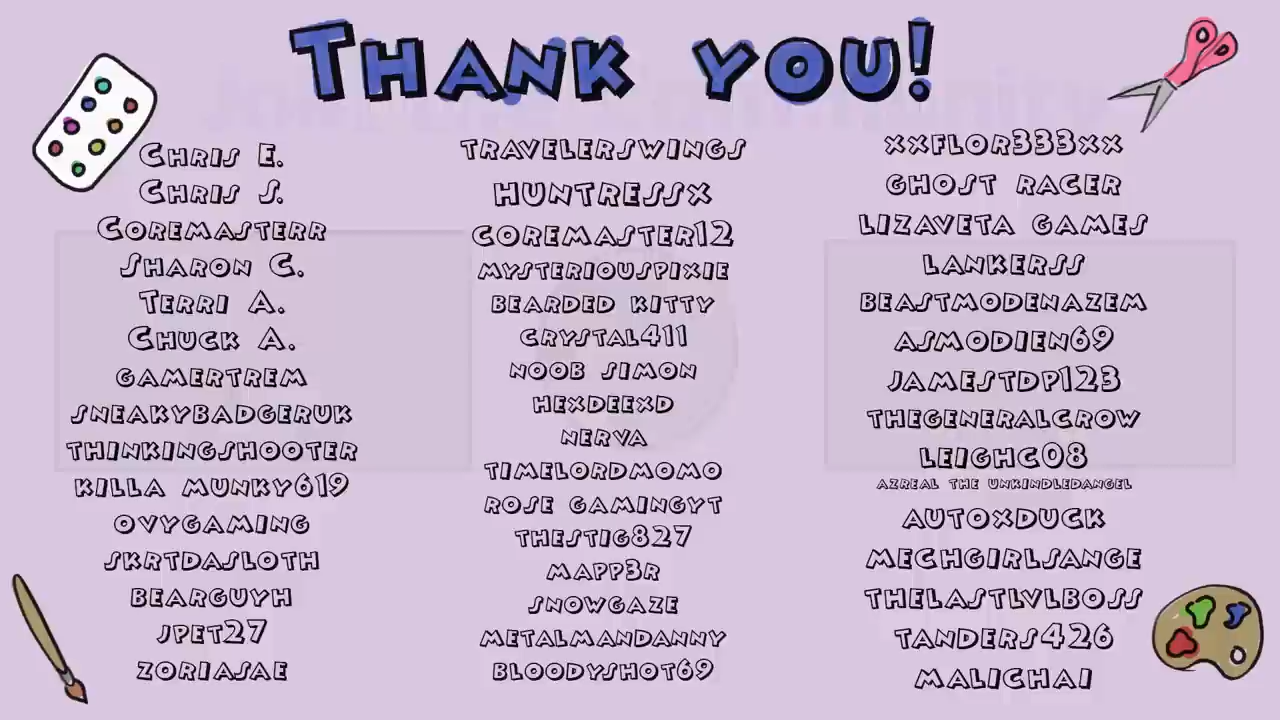 Thank you!
Chris E.
Chris S.
Coremasterr
Sharon C.
Terri A.
Chuck A.
gamertrem
sneakybadgeruk
thinkingshooter
killa munky619
ovygaming
skrtdasloth
bearguyh
jpet27
zoriasae
travelerswings
huntressx
coremaster12
mysteriouspixie
bearded kitty
crystal411
noob simon
hexdeexd
nerva
timelordmomo
rose gamingyt
thestig827
mapp3r
snowgaze
metalmandanny
bloodyshot69
xxflor333xx
ghost racer
lizaveta games
lankerss
beastmodenazem
asmodien69
jamestdp123
thegeneralcrow
leighc08
azreal the unkindledangel
autoxduck
mechgirlsange
thelastlvlboss
tanders426
malichai